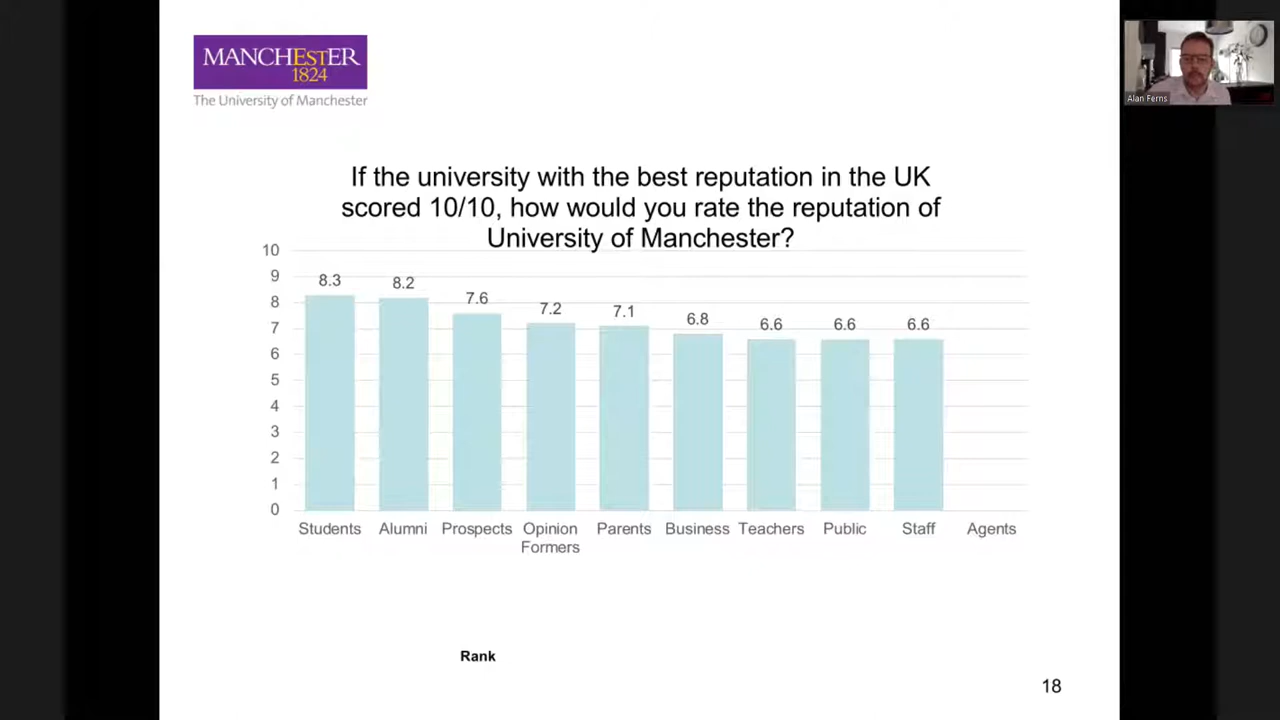 MANCHESTER
1824
The University of Manchester
Alan Ferns
If the university with the best reputation in the UK
scored 10/10, how would you rate the reputation of
University of Manchester?
10
9
8
7
6
5
4
3
2
1
0
8.3
8.2
7.6
7.2
7.1
6.8
6.6
6.6
6.6
Students
Alumni
Prospects
Opinion
Formers
Parents
Business
Teachers
Public
Staff
Agents
Rank
18